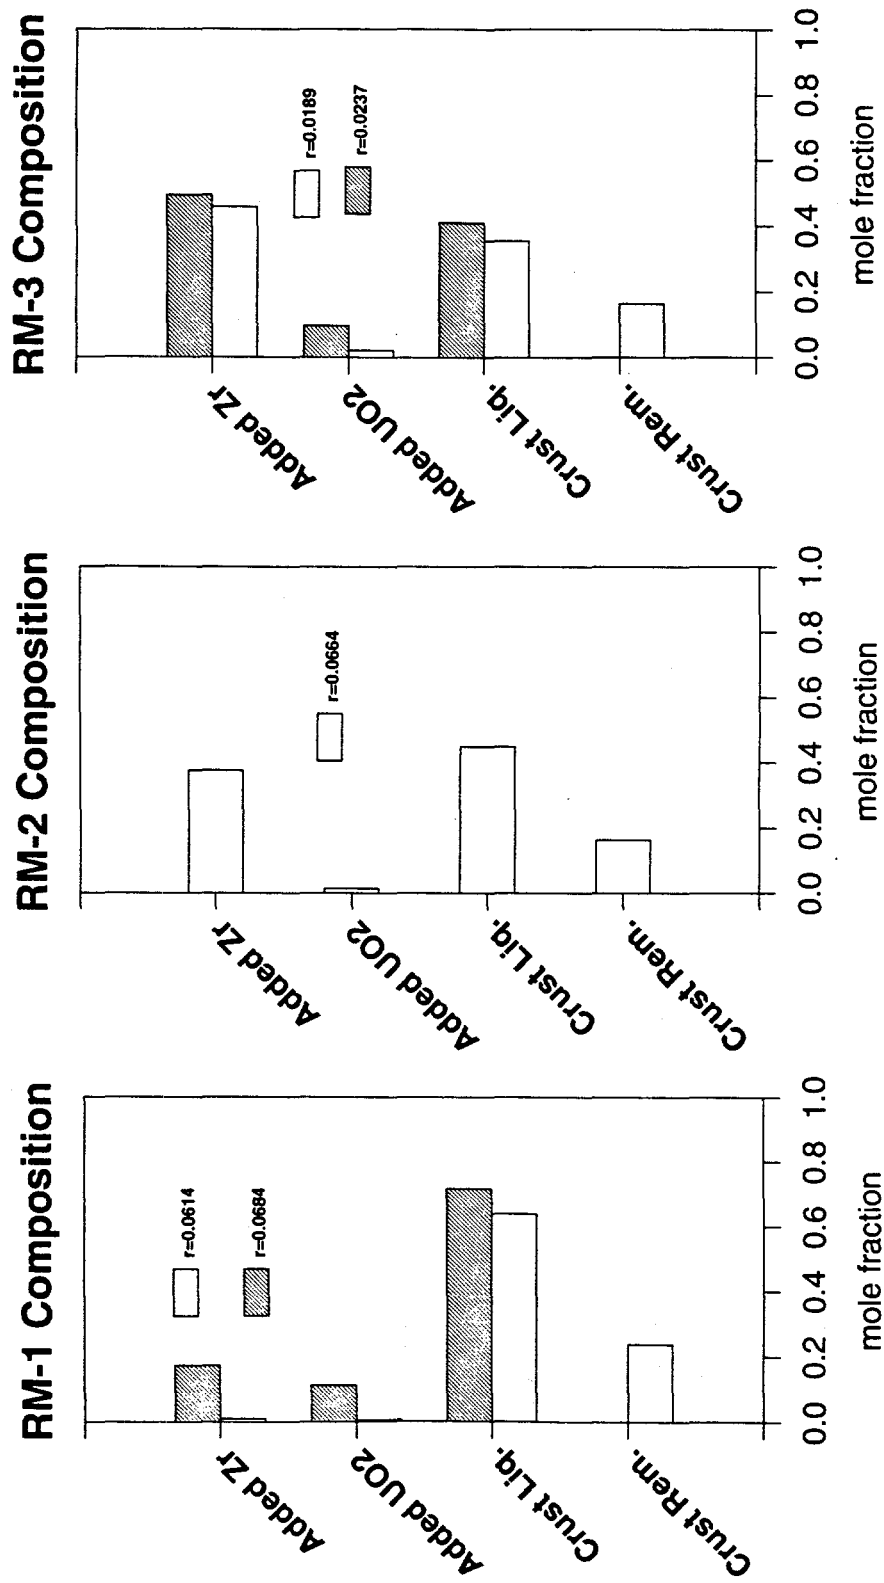 RM-1 Composition
r=0.0614
r=0.0684
Added Zr
Added UO2
Crust Liq.
Crust Rem.
0.0 0.2 0.4 0.6 0.8 1.0
mole fraction
RM-2 Composition
r=0.0664
Added Zr
Added UO2
Crust Liq.
Crust Rem.
0.0 0.2 0.4 0.6 0.8 1.0
mole fraction
RM-3 Composition
r=0.0189
r=0.0237
Added Zr
Added UO2
Crust Liq.
Crust Rem.
0.0 0.2 0.4 0.6 0.8 1.0
mole fraction